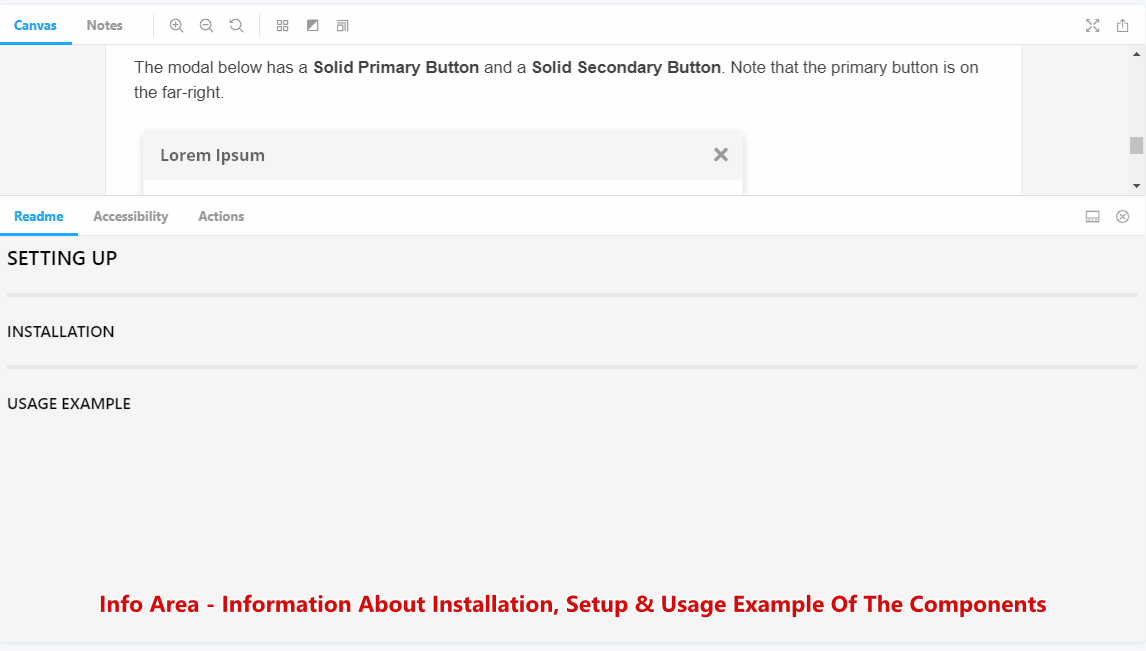 Canvas Notes
The modal below has a Solid Primary Button and a Solid Secondary Button. Note that the primary button is on
the far-right.
Lorem Ipsum
Readme Accessibility Actions
SETTING UP
INSTALLATION
USAGE EXAMPLE
Info Area - Information About Installation, Setup & Usage Example Of The Components